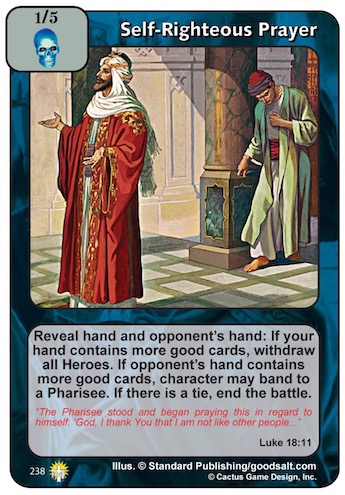 1/5
Self-Righteous Prayer
Reveal hand and opponent's hand: If your
hand contains more good cards, withdraw
all Heroes. If opponent's hand contains
more good cards, character may band to
a Pharisee. If there is a tie, end the battle.
"The Pharisee stood and began praying this in regard to
himself: 'God, I thank You that I am not like other people..."
Luke 18:11
238
Illus. © Standard Publishing/goodsalt.com
© Cactus Game Design, Inc.